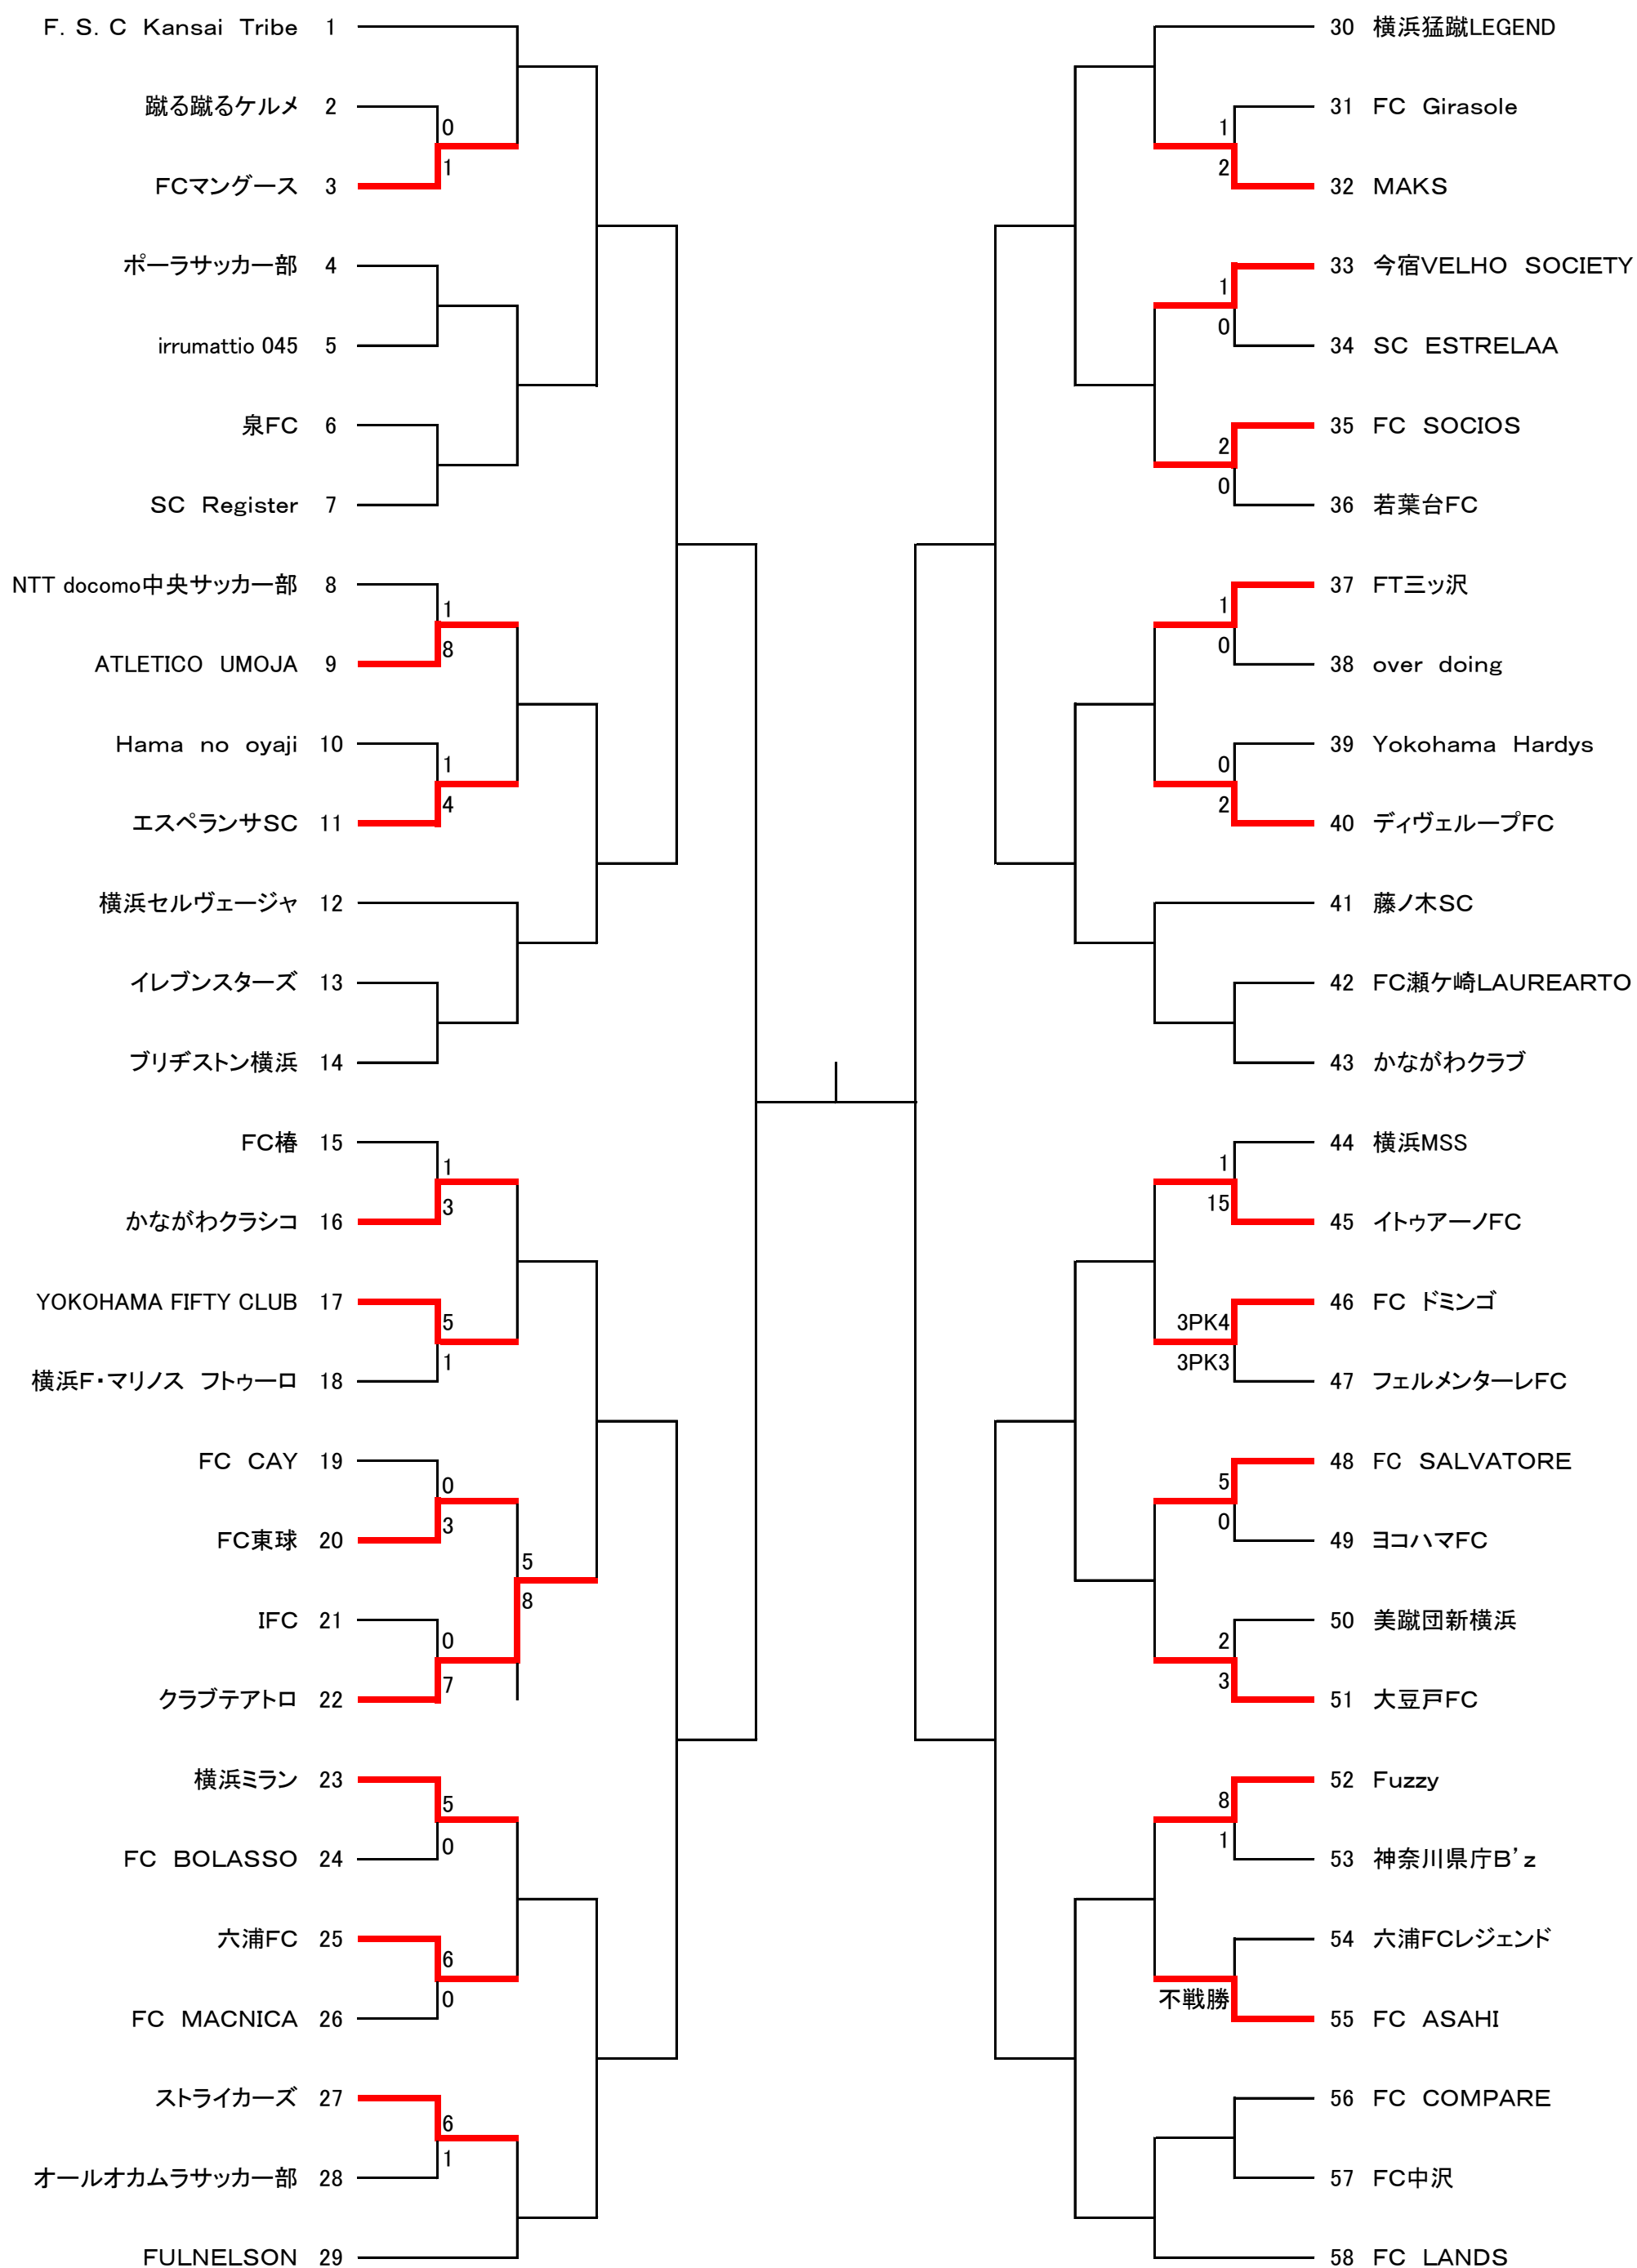 F. S. C Kansai Tribe 1
蹴る蹴るケルメ 2
0
1
FCマングース 3
ポーラサッカー部 4
irrumattio 045 5
泉FC 6
SC Register 7
NTT docomo中央サッカー部 8
1
8
ATLETICO UMOJA 9
Hama no oyaji 10
1
4
エスペランサSC 11
横浜セルヴェージャ 12
イレブンスターズ 13
ブリヂストン横浜 14
FC椿 15
1
3
かながわクラシコ 16
YOKOHAMA FIFTY CLUB 17
5
1
横浜F・マリノス フトゥーロ 18
FC CAY 19
0
3
FC東球 20
5
8
IFC 21
0
7
クラブテアトロ 22
横浜ミラン 23
5
0
FC BOLASSO 24
六浦FC 25
6
0
FC MACNICA 26
ストライカーズ 27
6
1
オールオカムラサッカー部 28
FULNELSON 29
30 横浜猛蹴LEGEND
31 FC Girasole
1
2
32 MAKS
33 今宿VELHO SOCIETY
1
0
34 SC ESTRELAA
35 FC SOCIOS
2
0
36 若葉台FC
37 FT三ッ沢
1
0
38 over doing
39 Yokohama Hardys
0
2
40 ディヴェループFC
41 藤ノ木SC
42 FC瀬ケ崎LAUREARTO
43 かながわクラブ
44 横浜MSS
1
15
45 イトゥアーノFC
46 FC ドミンゴ
3PK4
3PK3
47 フェルメンターレFC
48 FC SALVATORE
5
0
49 ヨコハマFC
50 美蹴団新横浜
2
3
51 大豆戸FC
52 Fuzzy
8
1
53 神奈川県庁B'z
54 六浦FCレジェンド
不戦勝
55 FC ASAHI
56 FC COMPARE
57 FC中沢
58 FC LANDS